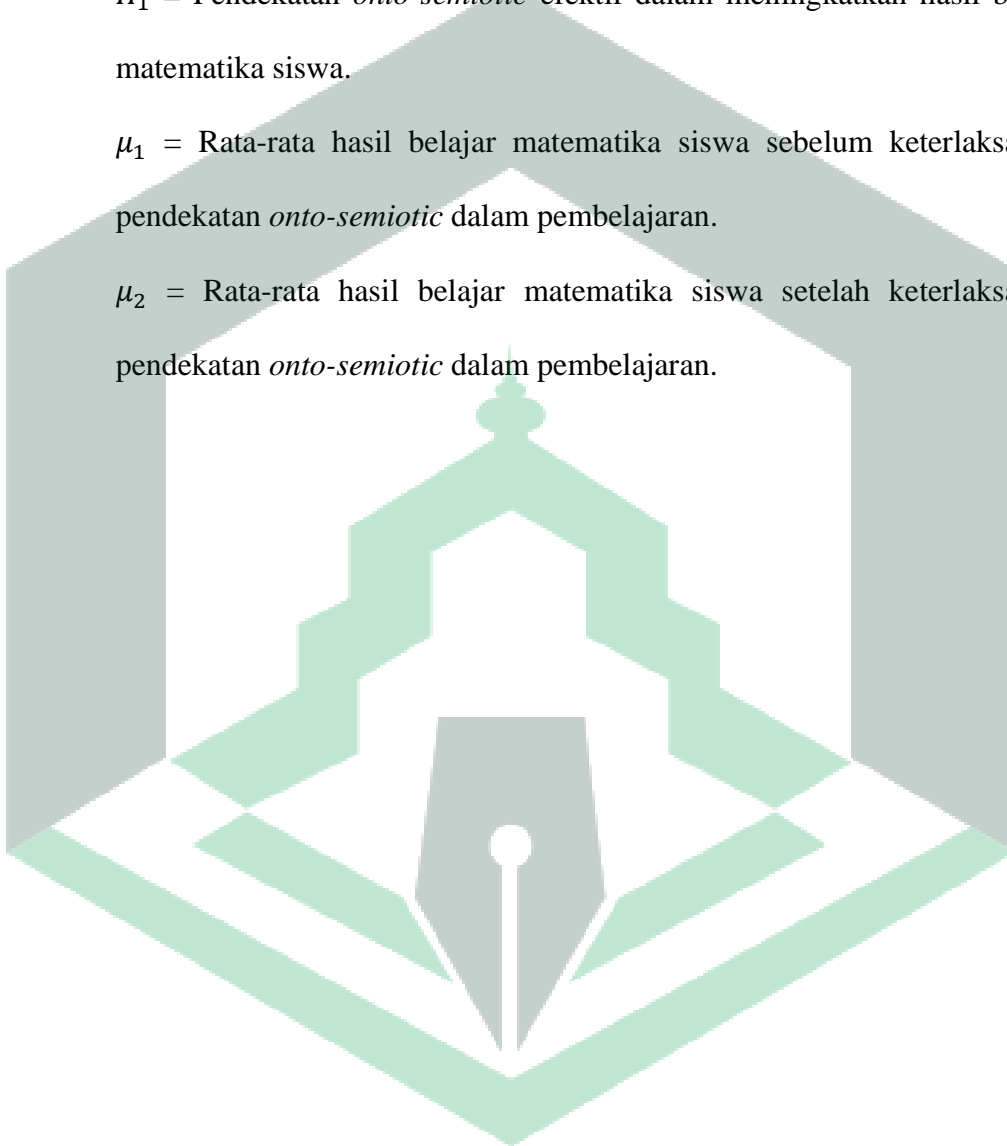 = Pendekatan onto-semiotic efektif dalam meningkatkan hasil
matematika siswa.
μ₁ = Rata-rata hasil belajar matematika siswa sebelum
pendekatan onto-semiotic dalam pembelajaran.
μ₂ = Rata-rata hasil belajar matematika siswa setelah
pendekatan onto-semiotic dalam pembelajaran.